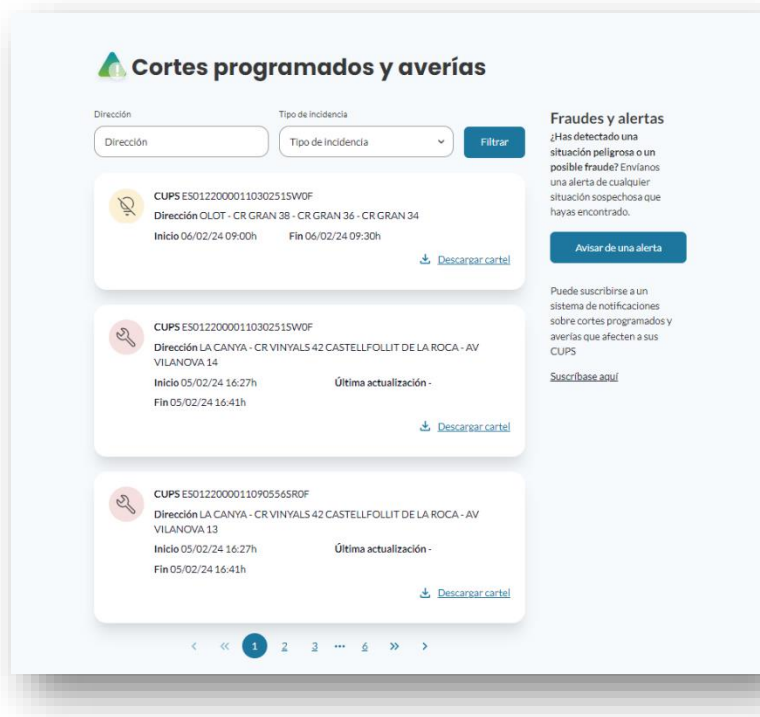 Cortes programados y averías
Dirección
Tipo de incidencia
Dirección
Tipo de incidencia
Filtrar
CUPS ES0122000011030251SW0F
Dirección OLOT - CR GRAN 38 - CR GRAN 36 - CR GRAN 34
Inicio 06/02/24 09:00h Fin 06/02/24 09:30h
Descargar cartel
CUPS ES0122000011030251SW0F
Dirección LA CANYA - CR VINYALS 42 CASTELLFOLLIT DE LA ROCA - AV
VILANOVA 14
Inicio 05/02/24 16:27h Última actualización -
Fin 05/02/24 16:41h
Descargar cartel
CUPS ES0122000011090556SR0F
Dirección LA CANYA - CR VINYALS 42 CASTELLFOLLIT DE LA ROCA - AV
VILANOVA 13
Inicio 05/02/24 16:27h Última actualización -
Fin 05/02/24 16:41h
Descargar cartel
< « 1 2 3 ••• 6 » >
Fraudes y alertas
¿Has detectado una
situación peligrosa o un
posible fraude? Envíanos
una alerta de cualquier
situación sospechosa que
hayas encontrado.
Avisar de una alerta
Puede suscribirse a un
sistema de notificaciones
sobre cortes programados y
averías que afecten a sus
CUPS
Suscríbase aquí